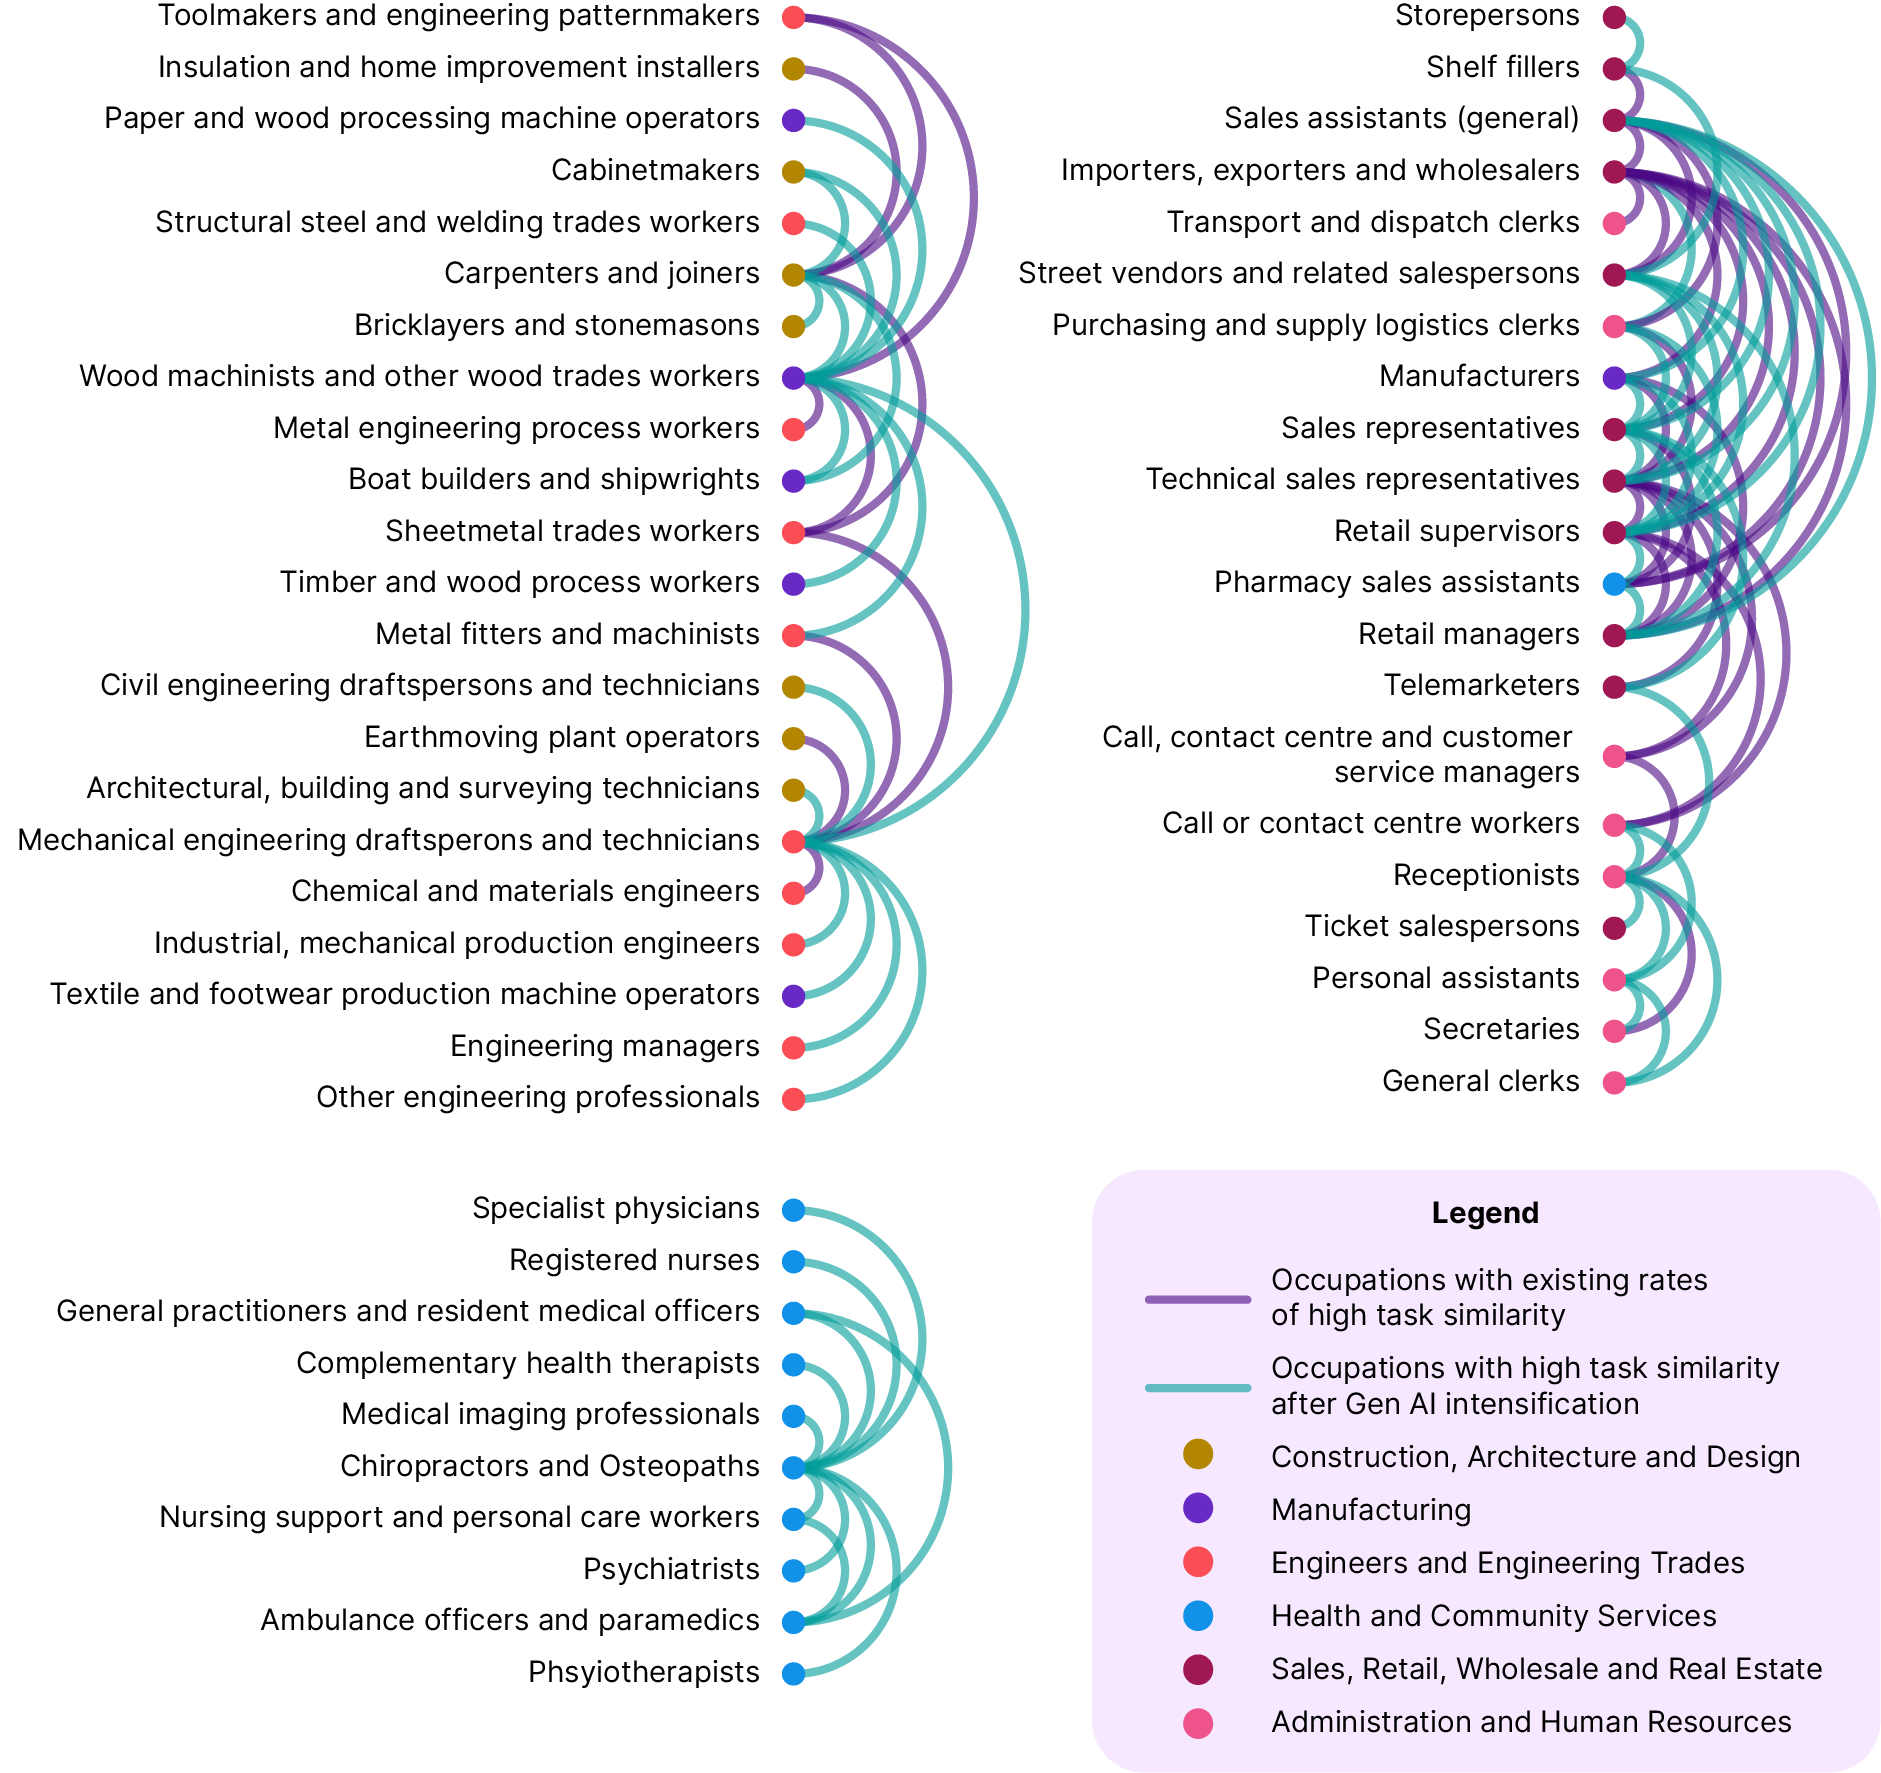 Toolmakers and engineering patternmakers
Insulation and home improvement installers
Paper and wood processing machine operators
Cabinetmakers
Structural steel and welding trades workers
Carpenters and joiners
Bricklayers and stonemasons
Wood machinists and other wood trades workers
Metal engineering process workers
Boat builders and shipwrights
Sheetmetal trades workers
Timber and wood process workers
Metal fitters and machinists
Civil engineering draftspersons and technicians
Earthmoving plant operators
Architectural, building and surveying technicians
Mechanical engineering draftsperons and technicians
Chemical and materials engineers
Industrial, mechanical production engineers
Textile and footwear production machine operators
Engineering managers
Other engineering professionals
Storepersons
Shelf fillers
Sales assistants (general)
Importers, exporters and wholesalers
Transport and dispatch clerks
Street vendors and related salespersons
Purchasing and supply logistics clerks
Manufacturers
Sales representatives
Technical sales representatives
Retail supervisors
Pharmacy sales assistants
Retail managers
Telemarketers
Call, contact centre and customer
service managers
Call or contact centre workers
Receptionists
Ticket salespersons
Personal assistants
Secretaries
General clerks
Specialist physicians
Registered nurses
General practitioners and resident medical officers
Complementary health therapists
Medical imaging professionals
Chiropractors and Osteopaths
Nursing support and personal care workers
Psychiatrists
Ambulance officers and paramedics
Phsyiotherapists
Legend
Occupations with existing rates
of high task similarity
Occupations with high task similarity
after Gen AI intensification
Construction, Architecture and Design
Manufacturing
Engineers and Engineering Trades
Health and Community Services
Sales, Retail, Wholesale and Real Estate
Administration and Human Resources